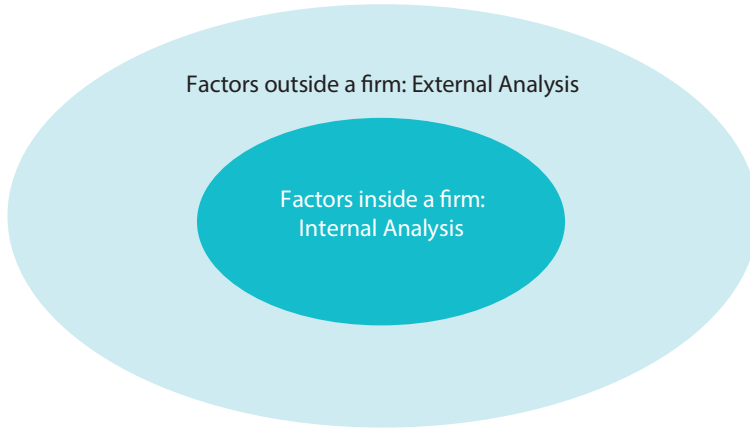 Factors outside a firm: External Analysis
Factors inside a firm:
Internal Analysis